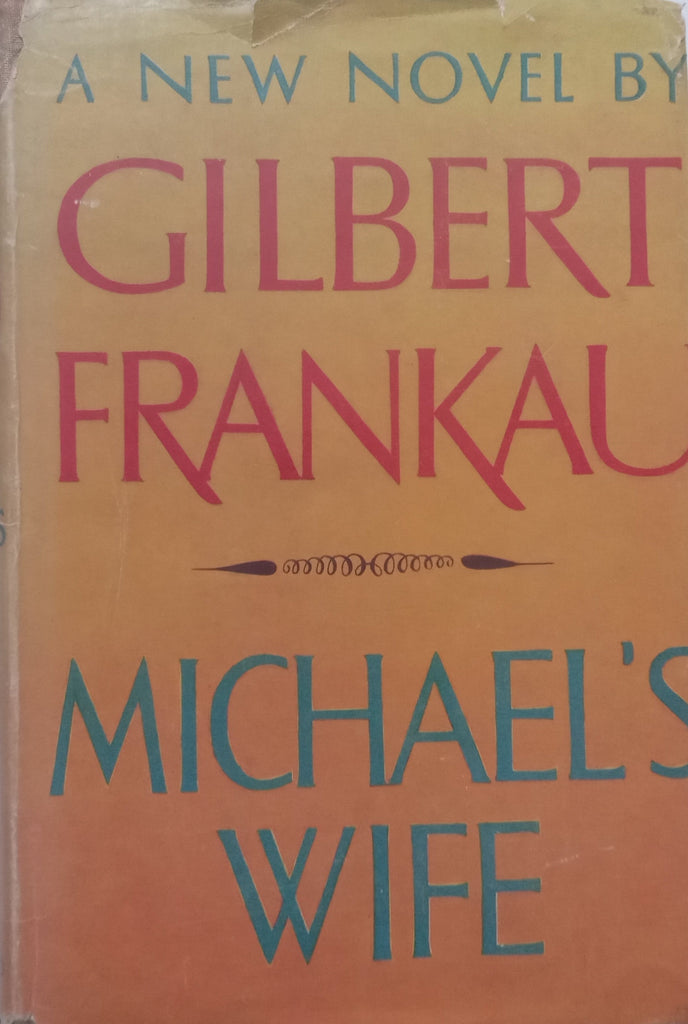 A NEW NOVEL BY
GILBERT
FRANKAU
MICHAEL'S
WIFE